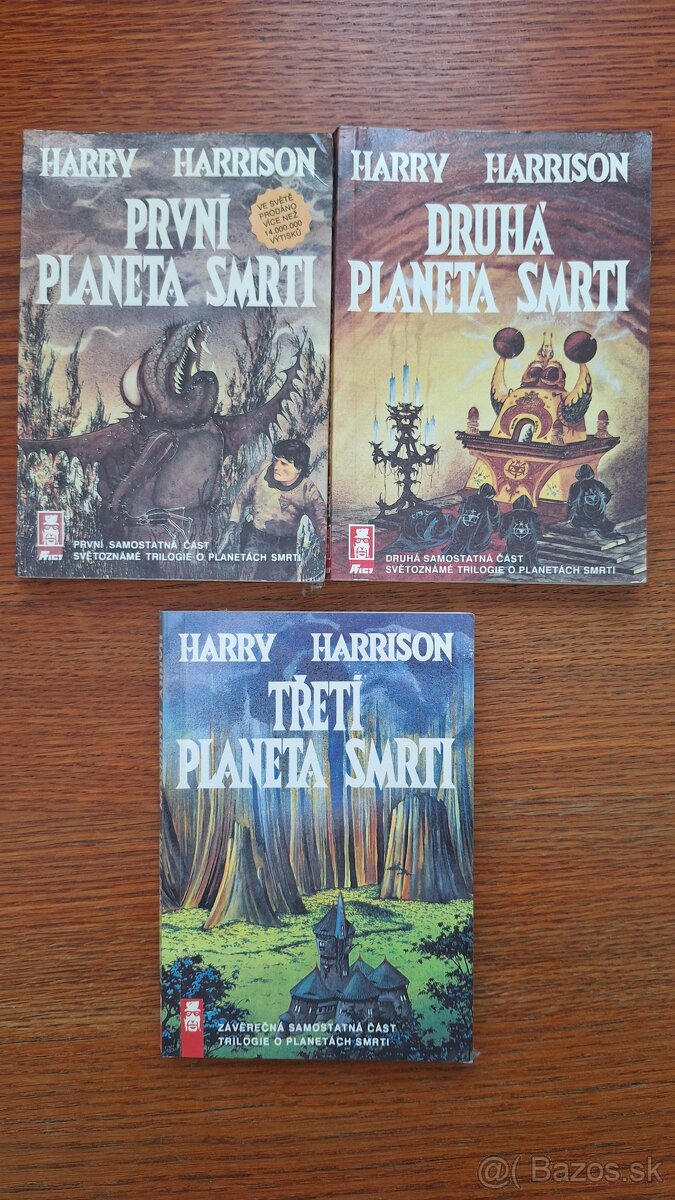 HARRY HARRISON
PRVNÍ
PLANETA SMRTI
VE SVĚTĚ
PRODÁNO
VÍCE NEŽ
14.000.000
VÝTISKŮ
PRVNÍ SAMOSTATNÁ ČÁST
SVĚTOZNÁMÉ TRILOGIE O PLANETÁCH SMRTI
HARRY HARRISON
DRUHÁ
PLANETA SMRTI
DRUHÁ SAMOSTATNÁ ČÁST
SVĚTOZNÁMÉ TRILOGIE O PLANETÁCH SMRTI
HARRY HARRISON
TŘETÍ
PLANETA SMRTI
ZÁVĚREČNÁ SAMOSTATNÁ ČÁST
TRILOGIE O PLANETÁCH SMRTI
@( Bazos.sk